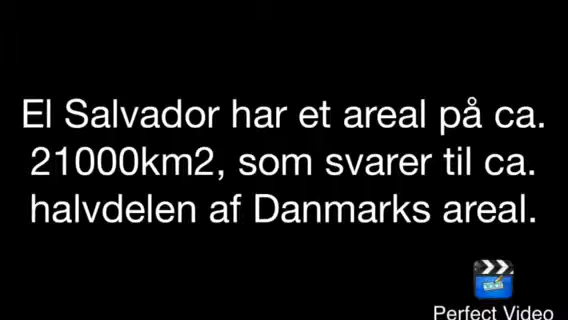 El Salvador har et areal på ca.
21000km2, som svarer til ca.
halvdelen af Danmarks areal.
Perfect Video